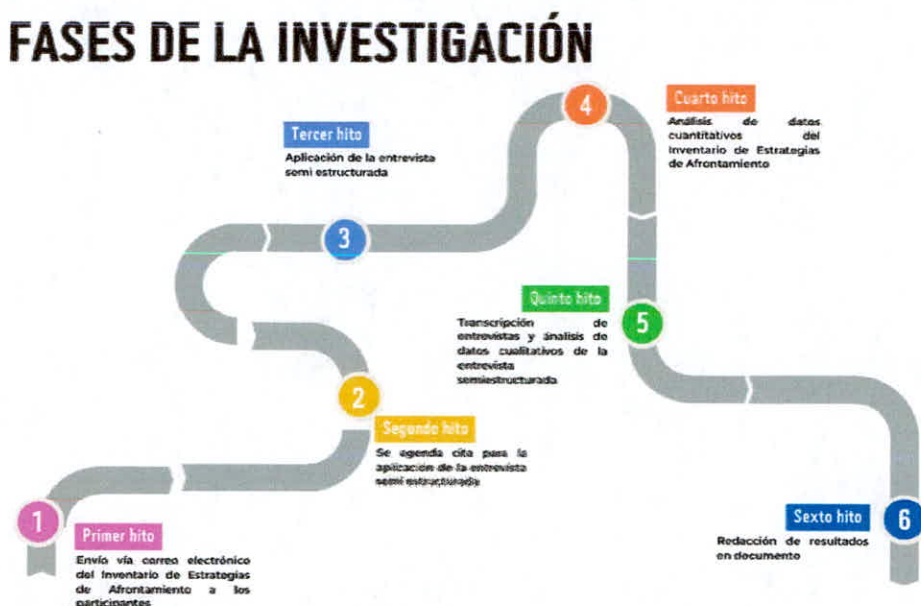 FASES DE LA INVESTIGACIÓN
1
Primer hito
Envío vía correo electrónico
del Inventario de Estrategias
de Afrontamiento a los
participantes
2
Segundo hito
Se agenda cita para la
aplicación de la entrevista
semi estructurada
Tercer hito
Aplicación de la entrevista
semi estructurada
3
4
Cuarto hito
Análisis de datos
cuantitativos del
Inventario de Estrategias
de Afrontamiento
Quinto hito
Transcripción de
entrevistas y análisis de
datos cualitativos de la
entrevista
semiestructurada
5
Sexto hito
Redacción de resultados
en documento
6